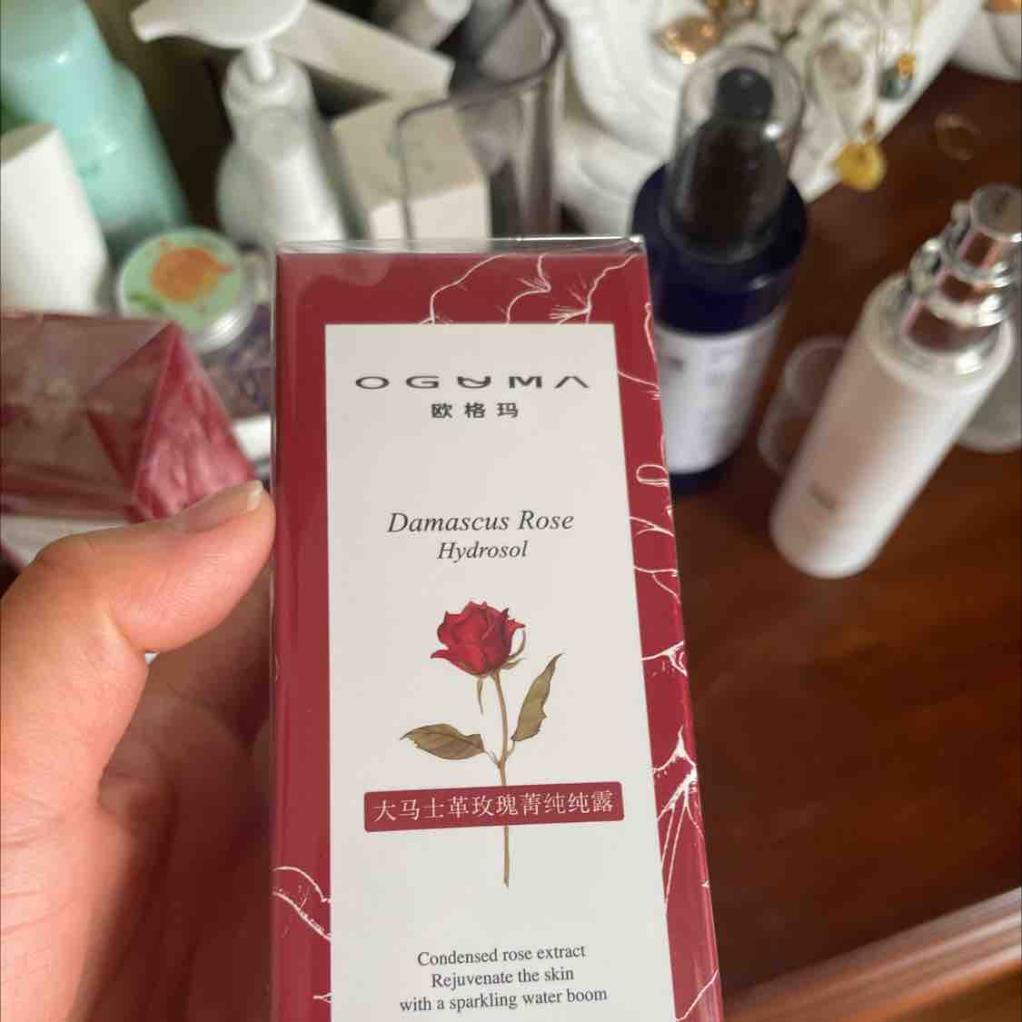 OGUMA
欧格玛
Damascus Rose
Hydrosol
大马士革玫瑰菁纯纯露
Condensed rose extract
Rejuvenate the skin
with a sparkling water boom